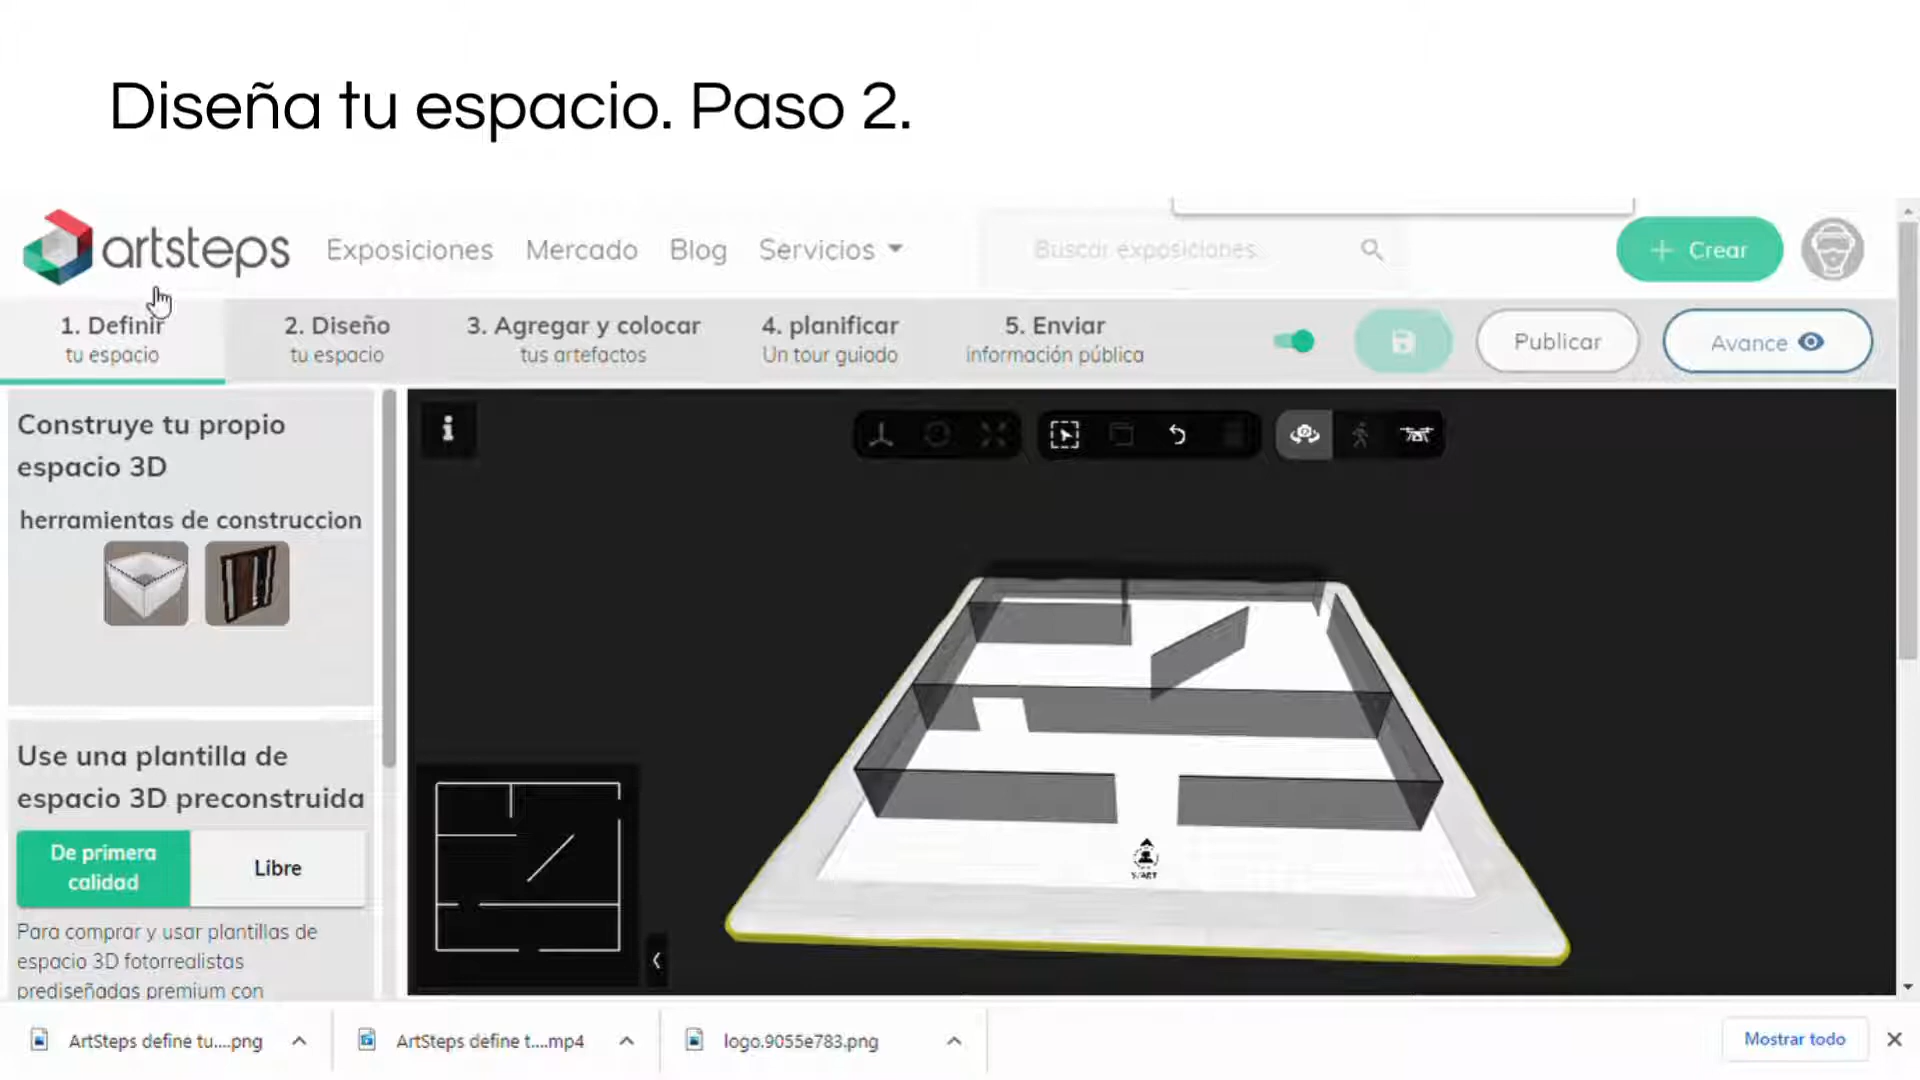 Diseña tu espacio. Paso 2.
artsteps Exposiciones Mercado Blog Servicios Buscar exposiciones + Crear
1. Definir 2. Diseño 3. Agregar y colocar 4. planificar 5. Enviar
tu espacio tu espacio tus artefactos Un tour guiado información pública
Publicar Avance
Construye tu propio
espacio 3D
herramientas de construccion
Use una plantilla de
espacio 3D preconstruida
De primera
calidad
Libre
Para comprar y usar plantillas de
espacio 3D fotorrealistas
prediseñadas premium con
START
ArtSteps define tu....png ArtSteps define t....mp4 logo.9055e783.png Mostrar todo